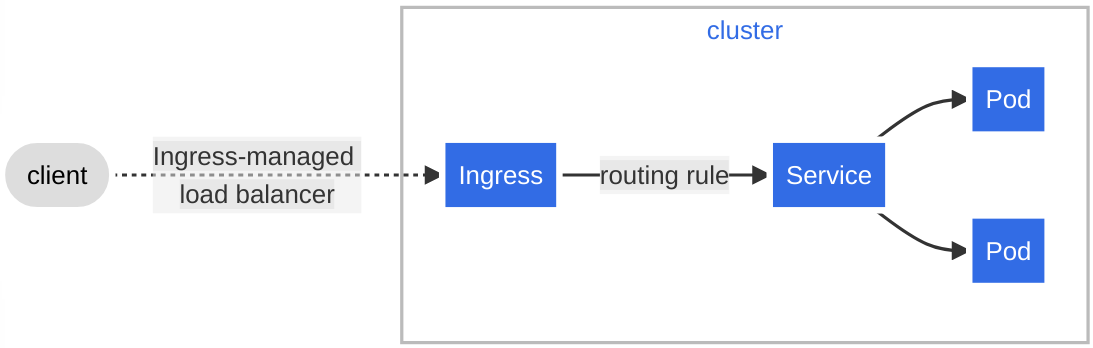 cluster
client
Ingress-managed
load balancer
Ingress
routing rule
Service
Pod
Pod